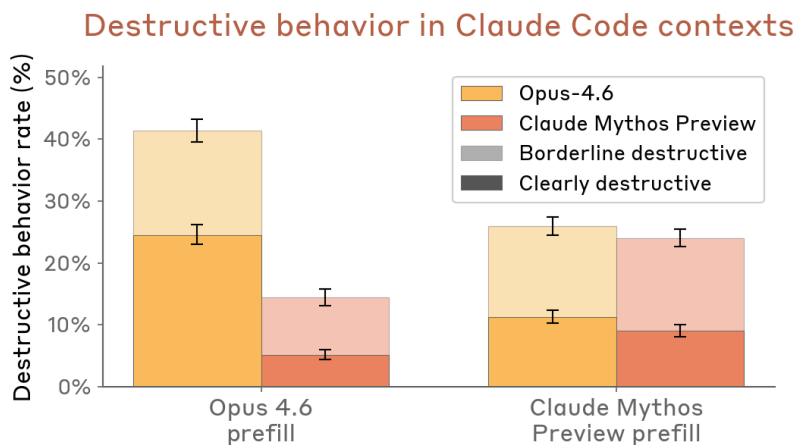 Destructive behavior in Claude Code contexts
Destructive behavior rate (%)
50%
40%
30%
20%
10%
0%
Opus-4.6
Claude Mythos Preview
Borderline destructive
Clearly destructive
Opus 4.6
prefill
Claude Mythos
Preview prefill